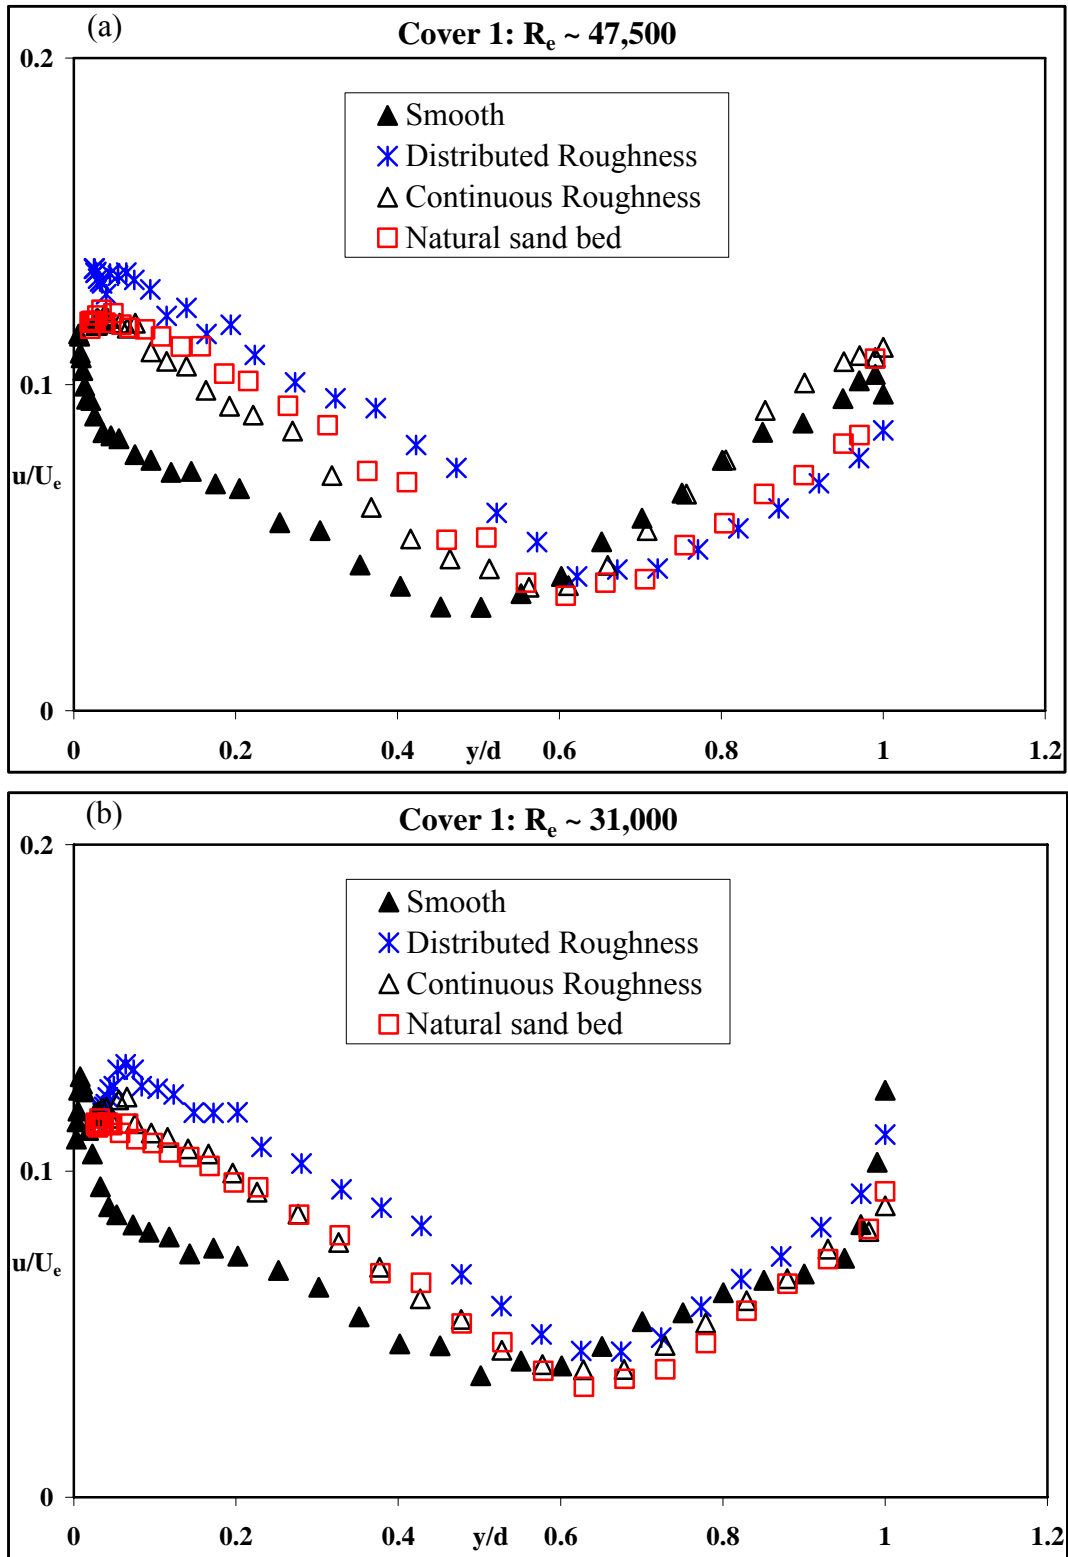 (a)
Cover 1: Re ~ 47,500
0.2
Smooth
Distributed Roughness
Continuous Roughness
Natural sand bed
0.1
u/Ue
0
0 0.2 0.4 y/d 0.6 0.8 1 1.2
(b)
Cover 1: Re ~ 31,000
0.2
Smooth
Distributed Roughness
Continuous Roughness
Natural sand bed
0.1
u/Ue
0
0 0.2 0.4 y/d 0.6 0.8 1 1.2